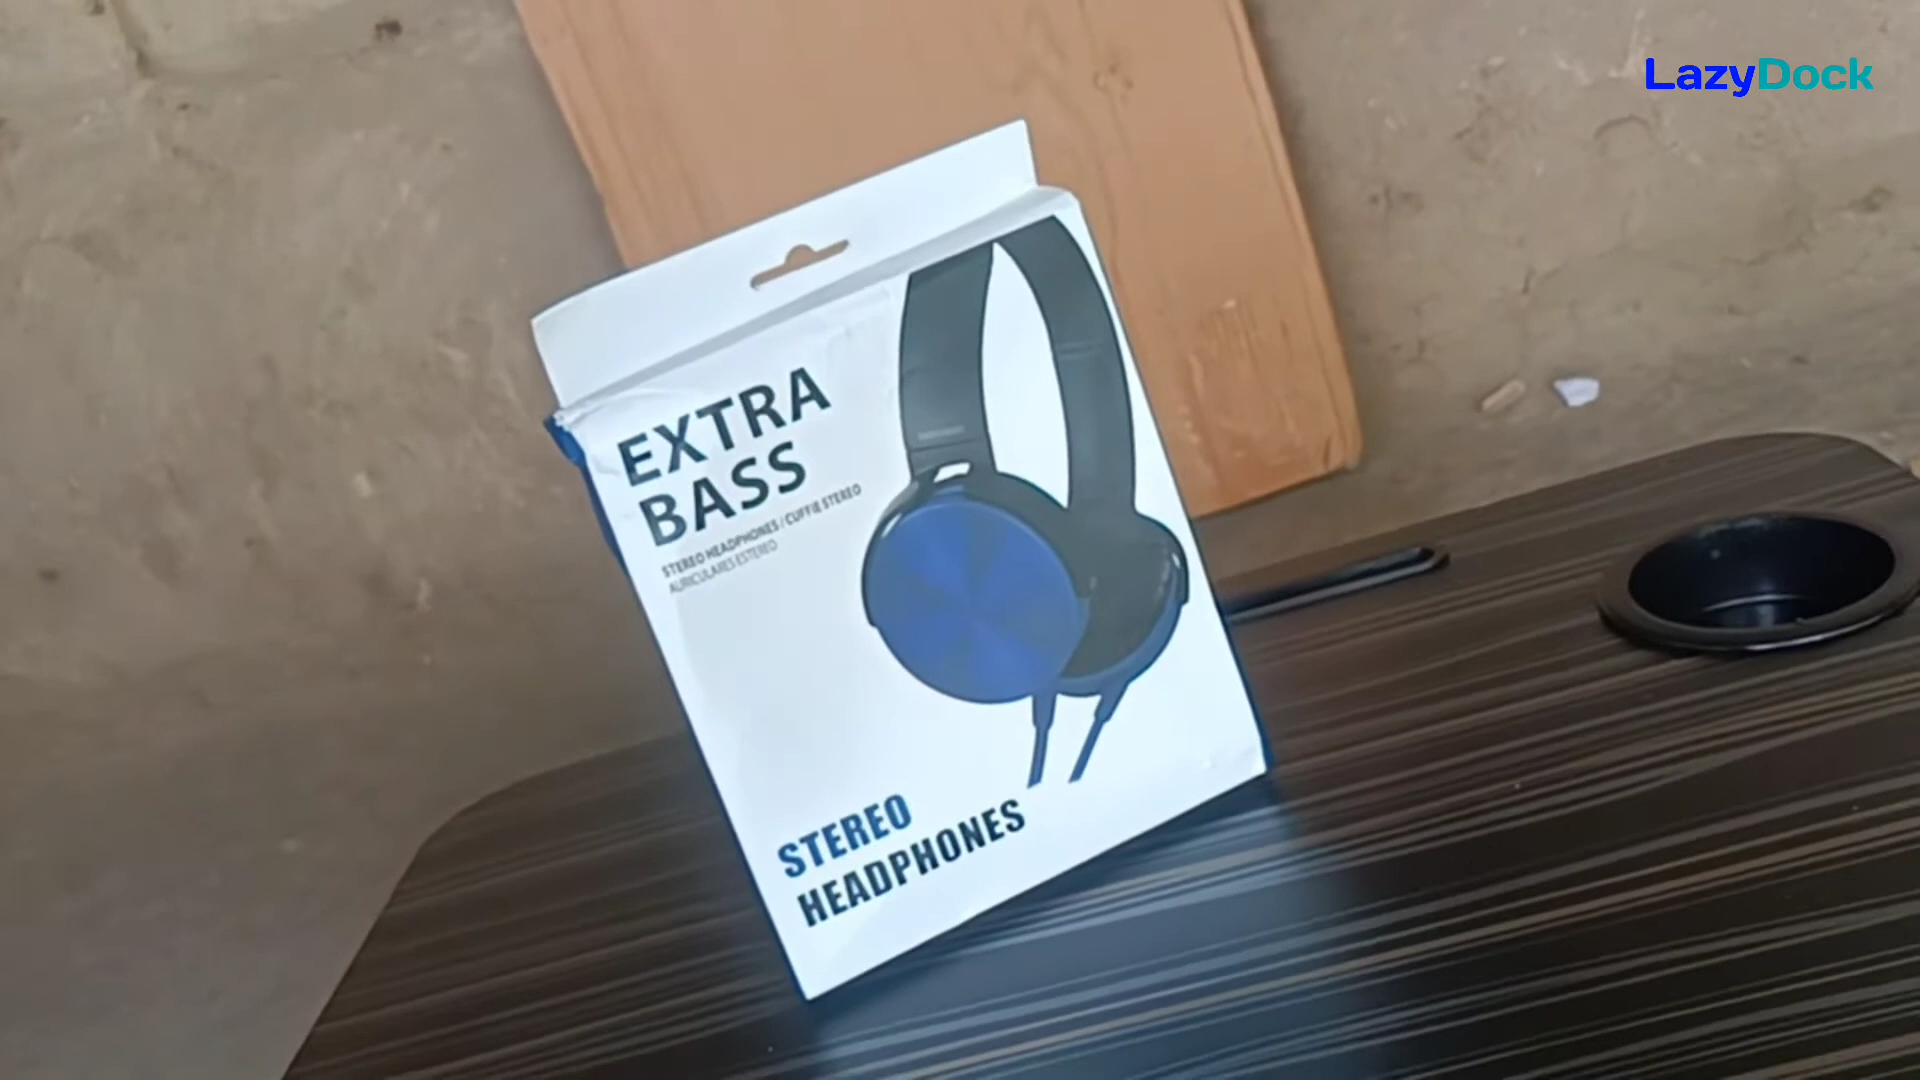 LazyDock
EXTRA
BASS
STEREO HEADPHONES / CUFFIE STEREO
AURICULARES ESTEREO
STEREO
HEADPHONES